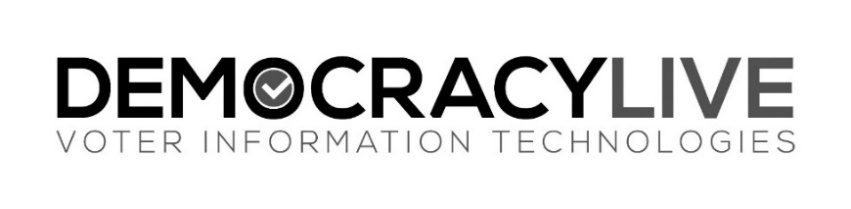 DEMOCRACYLIVE
VOTER INFORMATION TECHNOLOGIES